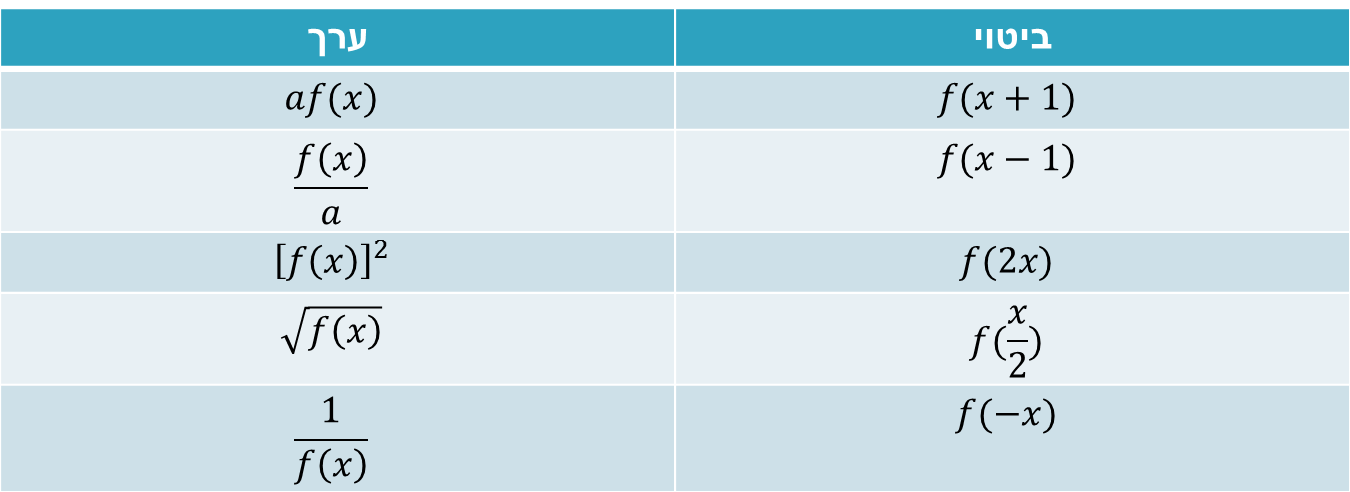 ביטוי ערך
f(x + 1) af(x)
f(x − 1) f(x)/a
f(2x) [f(x)]²
f(x/2) √f(x)
f(−x) 1/f(x)